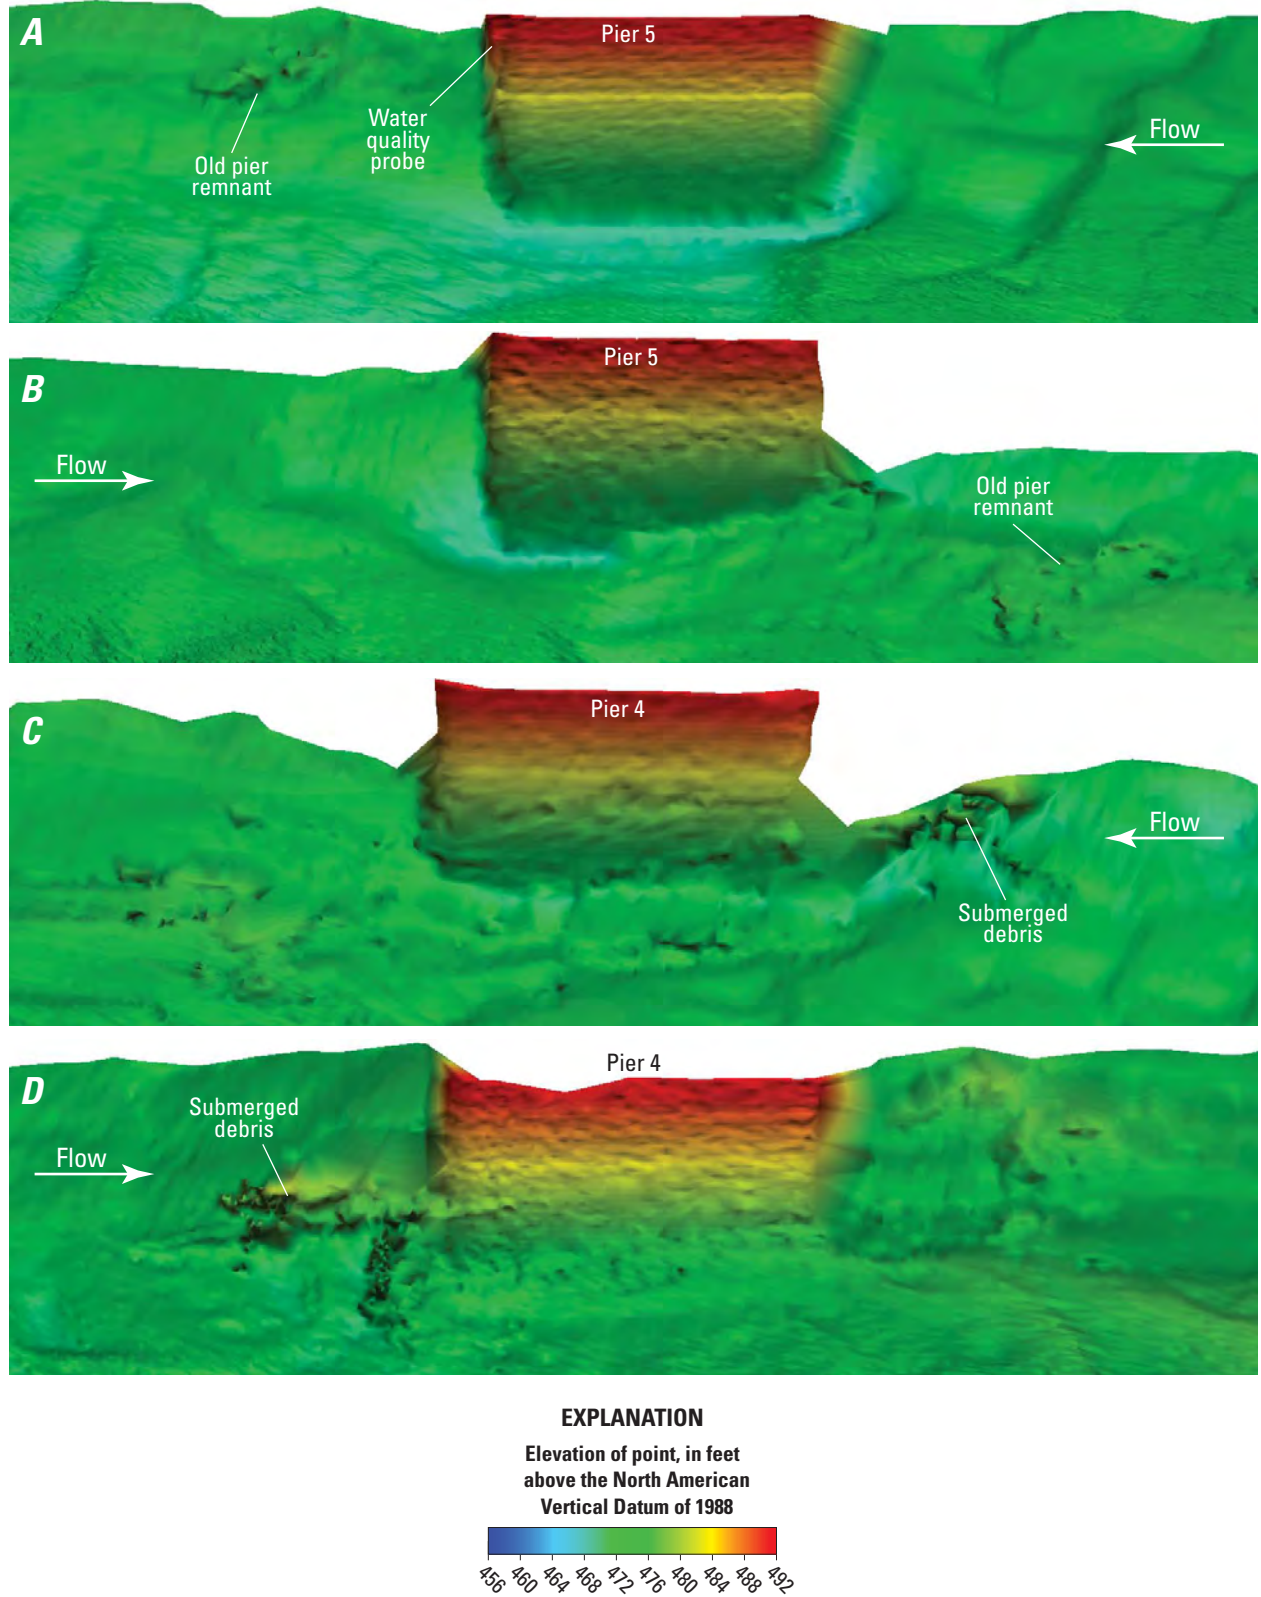 A
Pier 5
Water
quality
probe
Old pier
remnant
Flow
B
Pier 5
Flow
Old pier
remnant
C
Pier 4
Flow
Submerged
debris
D
Pier 4
Submerged
debris
Flow
EXPLANATION
Elevation of point, in feet
above the North American
Vertical Datum of 1988
456 460 464 468 472 476 480 484 488 492